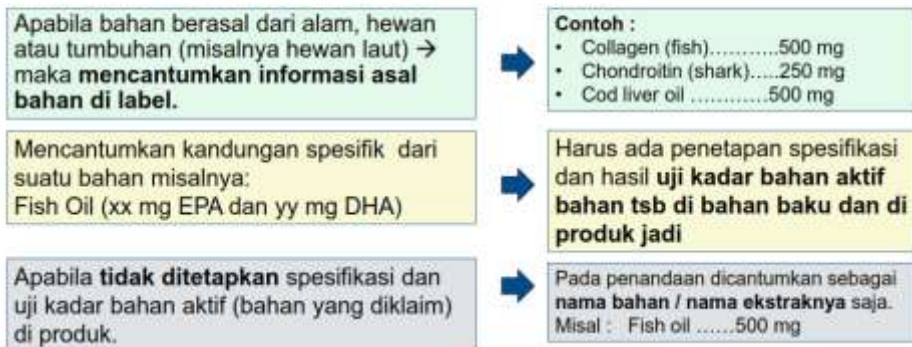 Apabila bahan berasal dari alam, hewan
atau tumbuhan (misalnya hewan laut) →
maka mencantumkan informasi asal
bahan di label.
Contoh :
• Collagen (fish)………..500 mg
• Chondroitin (shark)…..250 mg
• Cod liver oil …………500 mg
Mencantumkan kandungan spesifik dari
suatu bahan misalnya:
Fish Oil (xx mg EPA dan yy mg DHA)
Harus ada penetapan spesifikasi
dan hasil uji kadar bahan aktif
bahan tsb di bahan baku dan di
produk jadi
Apabila tidak ditetapkan spesifikasi dan
uji kadar bahan aktif (bahan yang diklaim)
di produk.
Pada penandaan dicantumkan sebagai
nama bahan / nama ekstraknya saja.
Misal : Fish oil ……500 mg